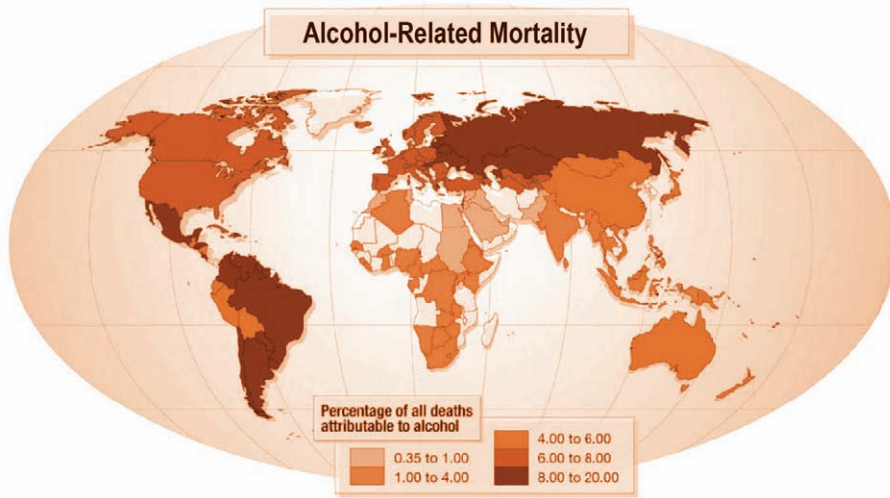 Alcohol-Related Mortality
Percentage of all deaths
attributable to alcohol
0.35 to 1.00
1.00 to 4.00
4.00 to 6.00
6.00 to 8.00
8.00 to 20.00